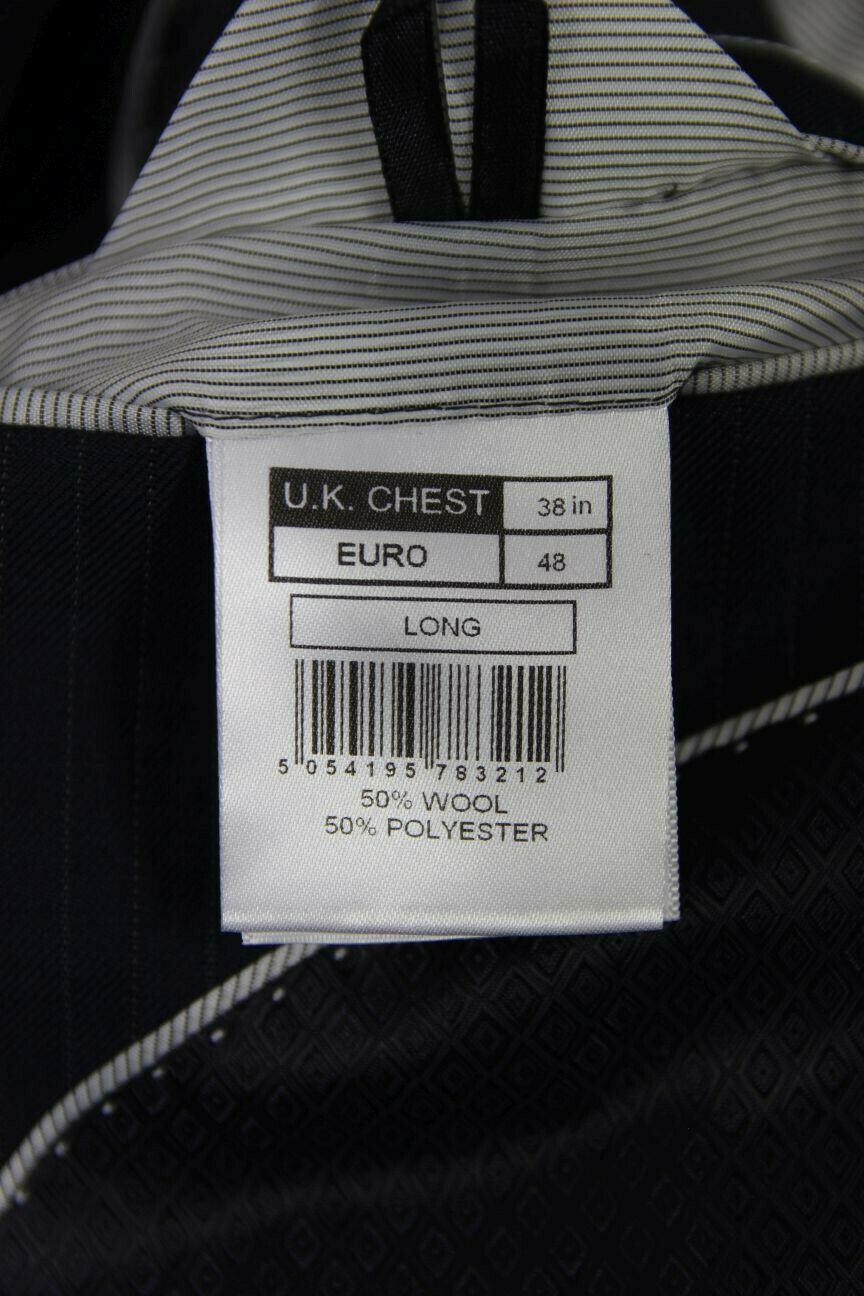 U.K. CHEST 38 in
EURO 48
LONG
5 054195 783212
50% WOOL
50% POLYESTER